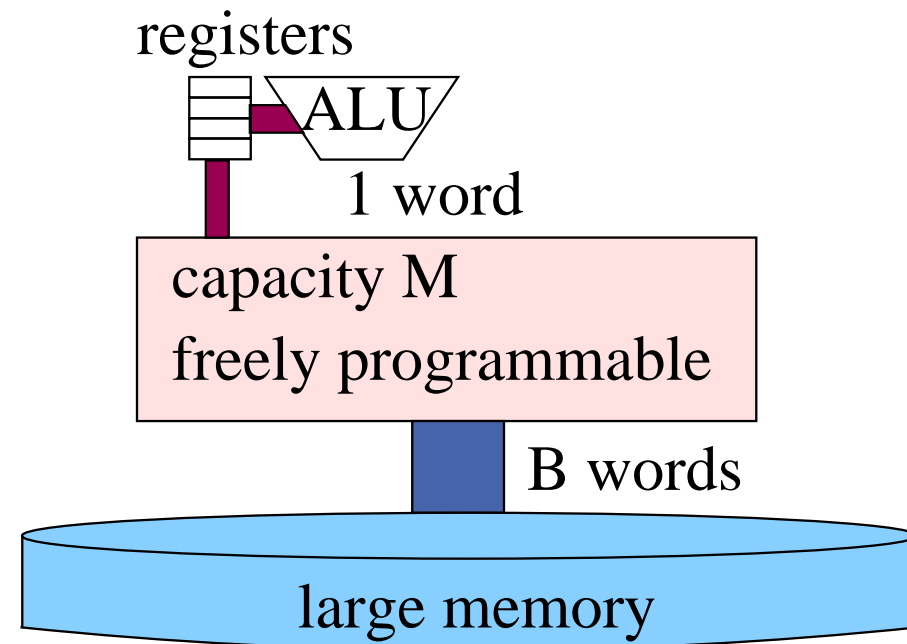 registers
ALU
1 word
capacity M
freely programmable
B words
large memory